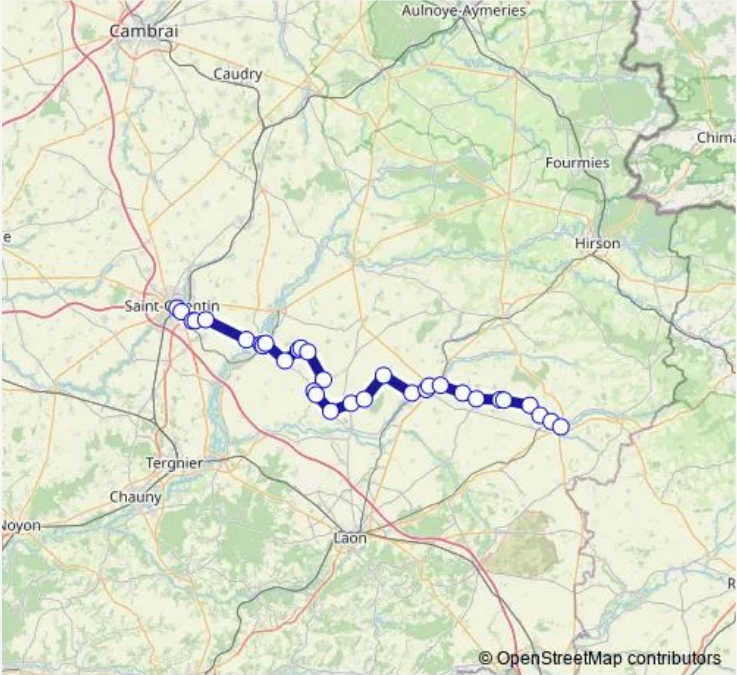 Aulnoye-Aymeries
Cambrai
Caudry
Chima
Fourmies
e
Hirson
Saint-Quentin
Tergnier
Chauny
Noyon
Laon
R
© OpenStreetMap contributors